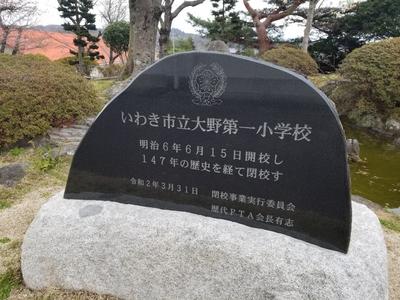 いわき市立大野第一小学校
明治6年6月15日開校し
147年の歴史を経て閉校す
令和2年3月31日　閉校事業実行委員会
歴代PTA会長有志